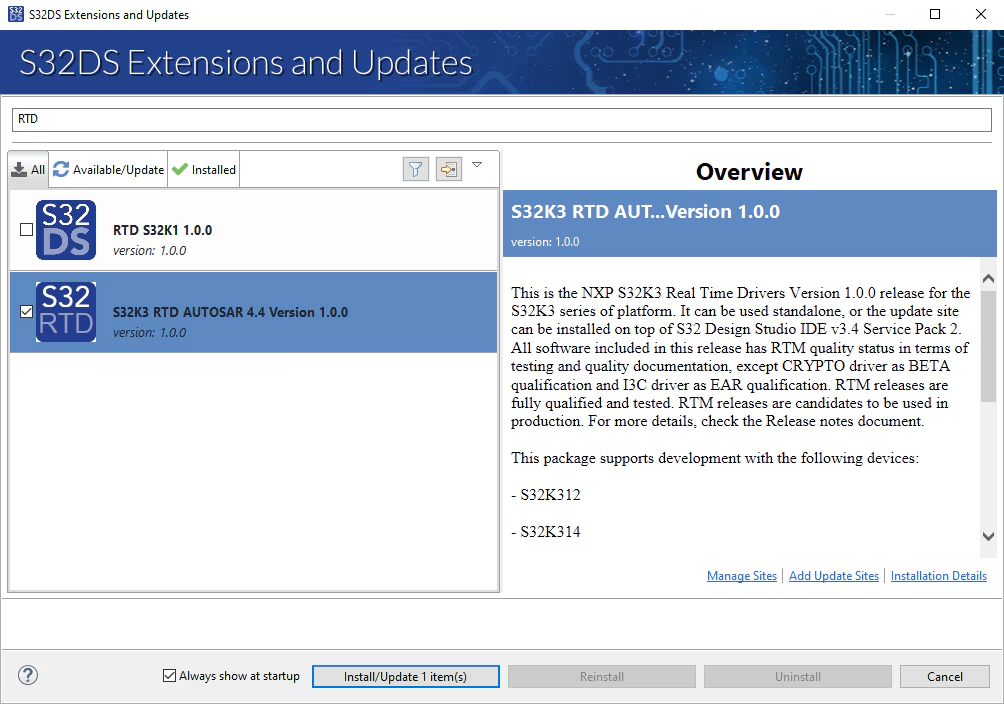 S32DS Extensions and Updates
S32DS Extensions and Updates
RTD
All
Available/Update
Installed
S32
DS
RTD S32K1 1.0.0
version: 1.0.0
S32
RTD
S32K3 RTD AUTOSAR 4.4 Version 1.0.0
version: 1.0.0
Overview
S32K3 RTD AUT...Version 1.0.0
version: 1.0.0
This is the NXP S32K3 Real Time Drivers Version 1.0.0 release for the
S32K3 series of platform. It can be used standalone, or the update site
can be installed on top of S32 Design Studio IDE v3.4 Service Pack 2.
All software included in this release has RTM quality status in terms of
testing and quality documentation, except CRYPTO driver as BETA
qualification and I3C driver as EAR qualification. RTM releases are
fully qualified and tested. RTM releases are candidates to be used in
production. For more details, check the Release notes document.
This package supports development with the following devices:
- S32K312
- S32K314
Manage Sites
Add Update Sites
Installation Details
?
Always show at startup
Install/Update 1 item(s)
Reinstall
Uninstall
Cancel